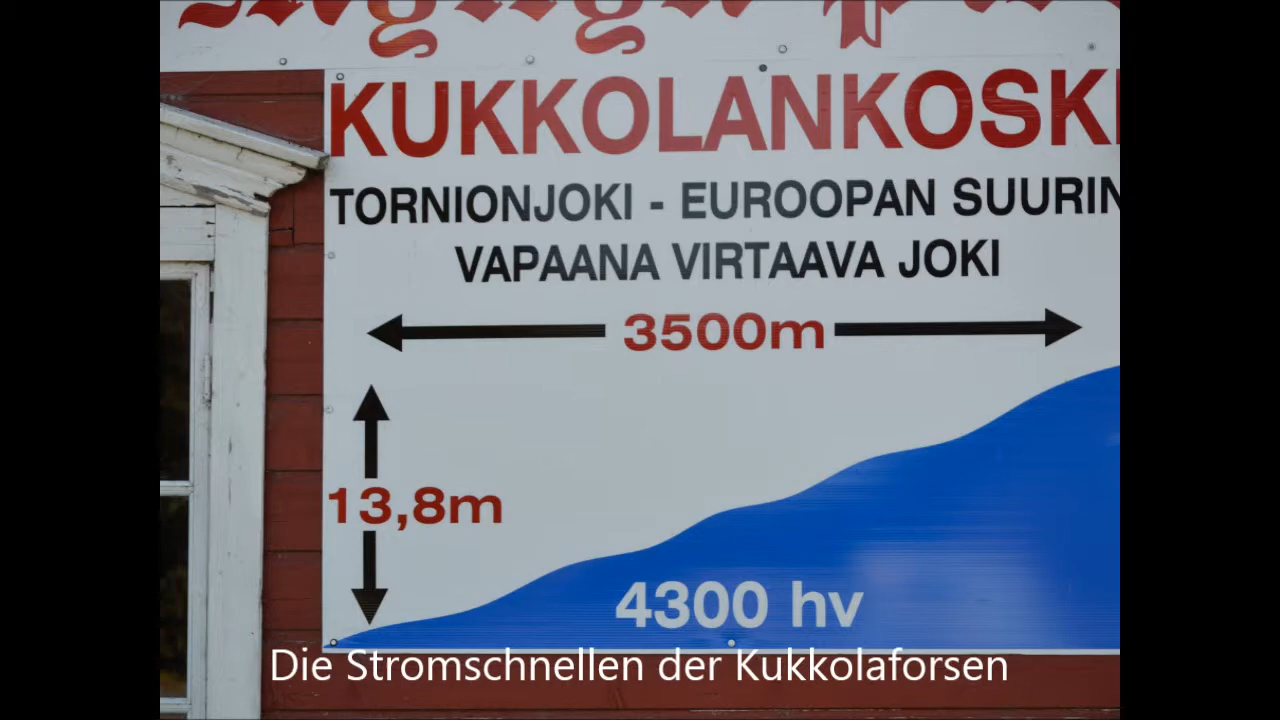 KUKKOLANKOSKI
TORNIONJOKI - EUROOPAN SUURIN
VAPAANA VIRTAAVA JOKI
3500m
13,8m
4300 hv
Die Stromschnellen der Kukkolaforsen